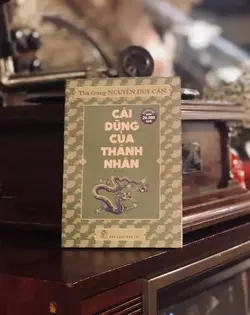 Thu Giang NGUYỄN DUY CẦN
CÁI
DŨNG
CỦA
THÁNH
NHÂN